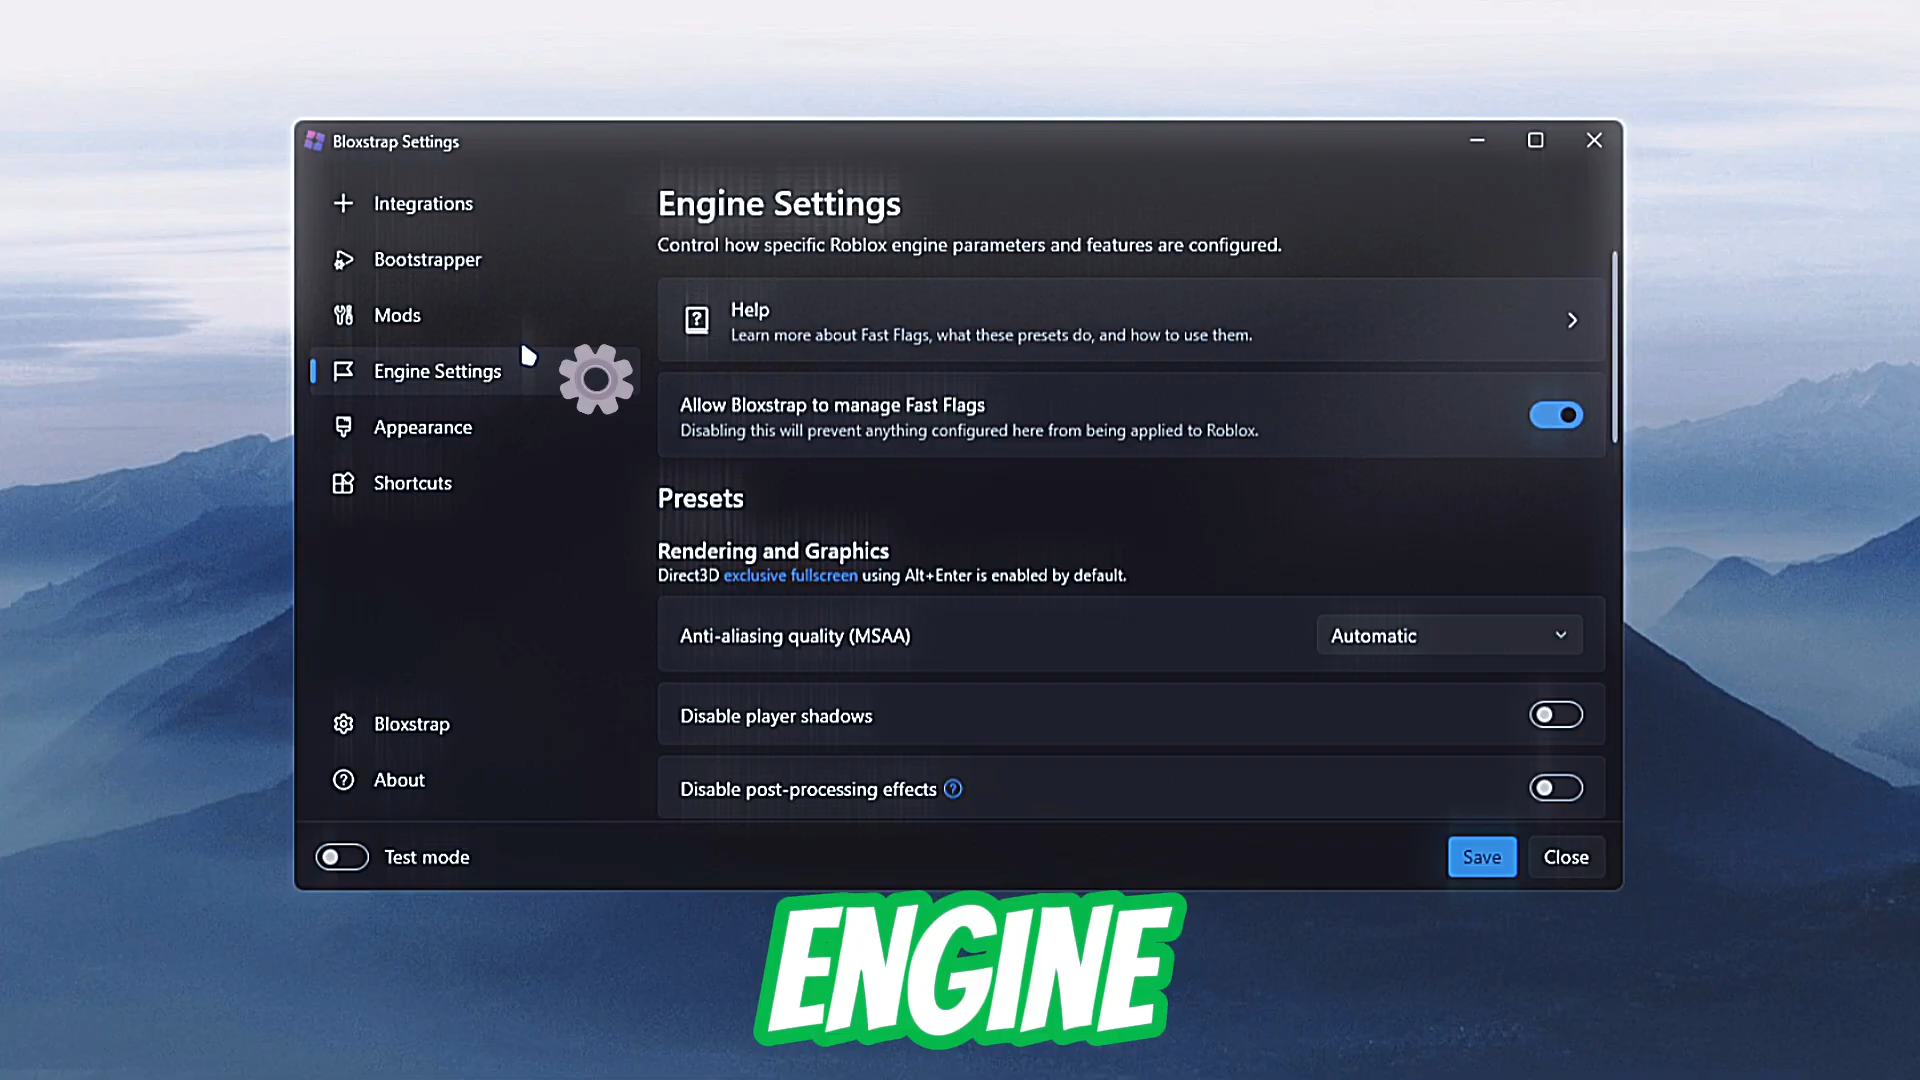 Bloxstrap Settings
Integrations
Bootstrapper
Mods
Engine Settings
Appearance
Shortcuts
Bloxstrap
About
Test mode
Engine Settings
Control how specific Roblox engine parameters and features are configured.
Help
Learn more about Fast Flags, what these presets do, and how to use them.
Allow Bloxstrap to manage Fast Flags
Disabling this will prevent anything configured here from being applied to Roblox.
Presets
Rendering and Graphics
Direct3D exclusive fullscreen using Alt+Enter is enabled by default.
Anti-aliasing quality (MSAA) Automatic
Disable player shadows
Disable post-processing effects
Save Close
ENGINE